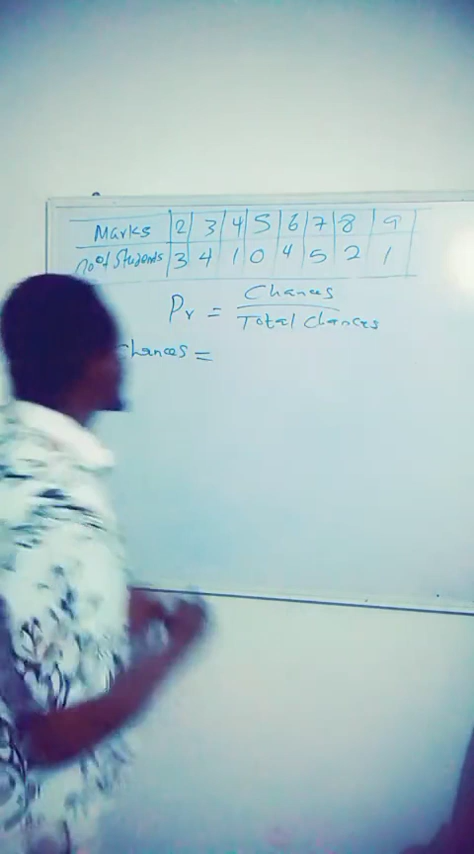 Marks 2 3 4 5 6 7 8 9
no of Students 3 4 1 0 4 5 2 1
Pr = Chances
Total Chances
Chances =